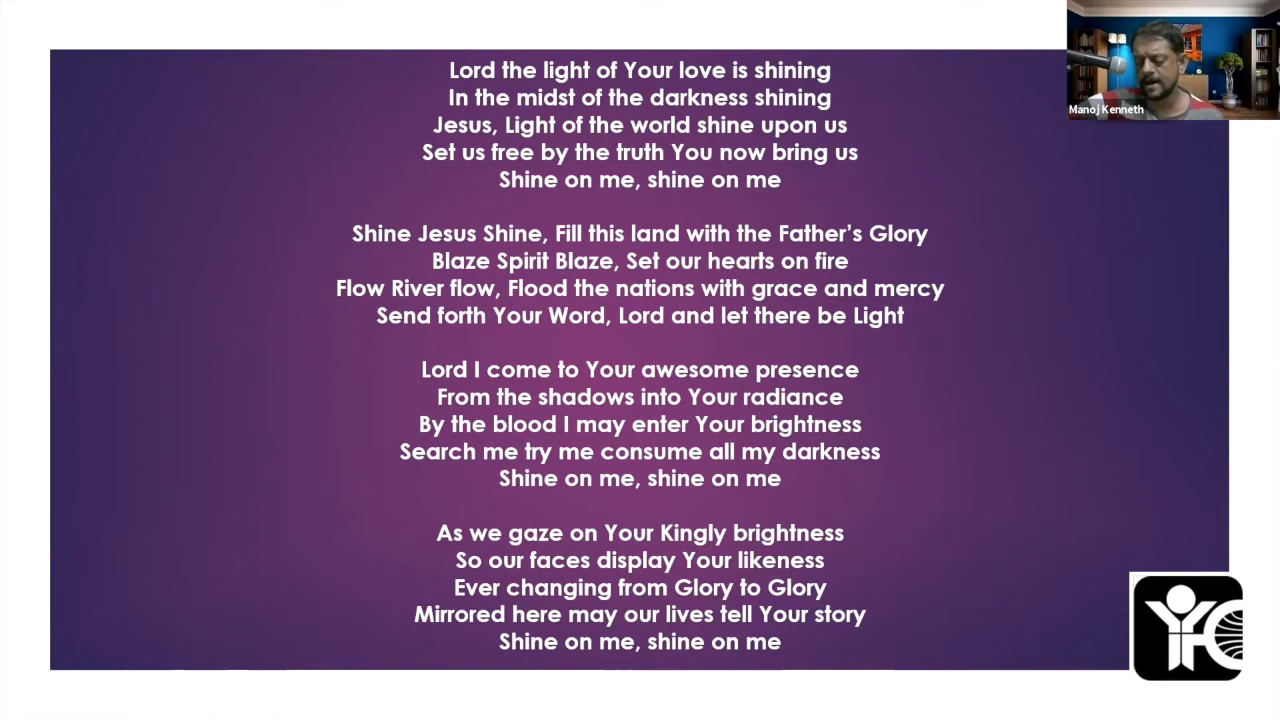 Lord the light of Your love is shining
In the midst of the darkness shining
Jesus, Light of the world shine upon us
Set us free by the truth You now bring us
Shine on me, shine on me
Shine Jesus Shine, Fill this land with the Father’s Glory
Blaze Spirit Blaze, Set our hearts on fire
Flow River flow, Flood the nations with grace and mercy
Send forth Your Word, Lord and let there be Light
Lord I come to Your awesome presence
From the shadows into Your radiance
By the blood I may enter Your brightness
Search me try me consume all my darkness
Shine on me, shine on me
As we gaze on Your Kingly brightness
So our faces display Your likeness
Ever changing from Glory to Glory
Mirrored here may our lives tell Your story
Shine on me, shine on me
Manoj Kenneth
YFC